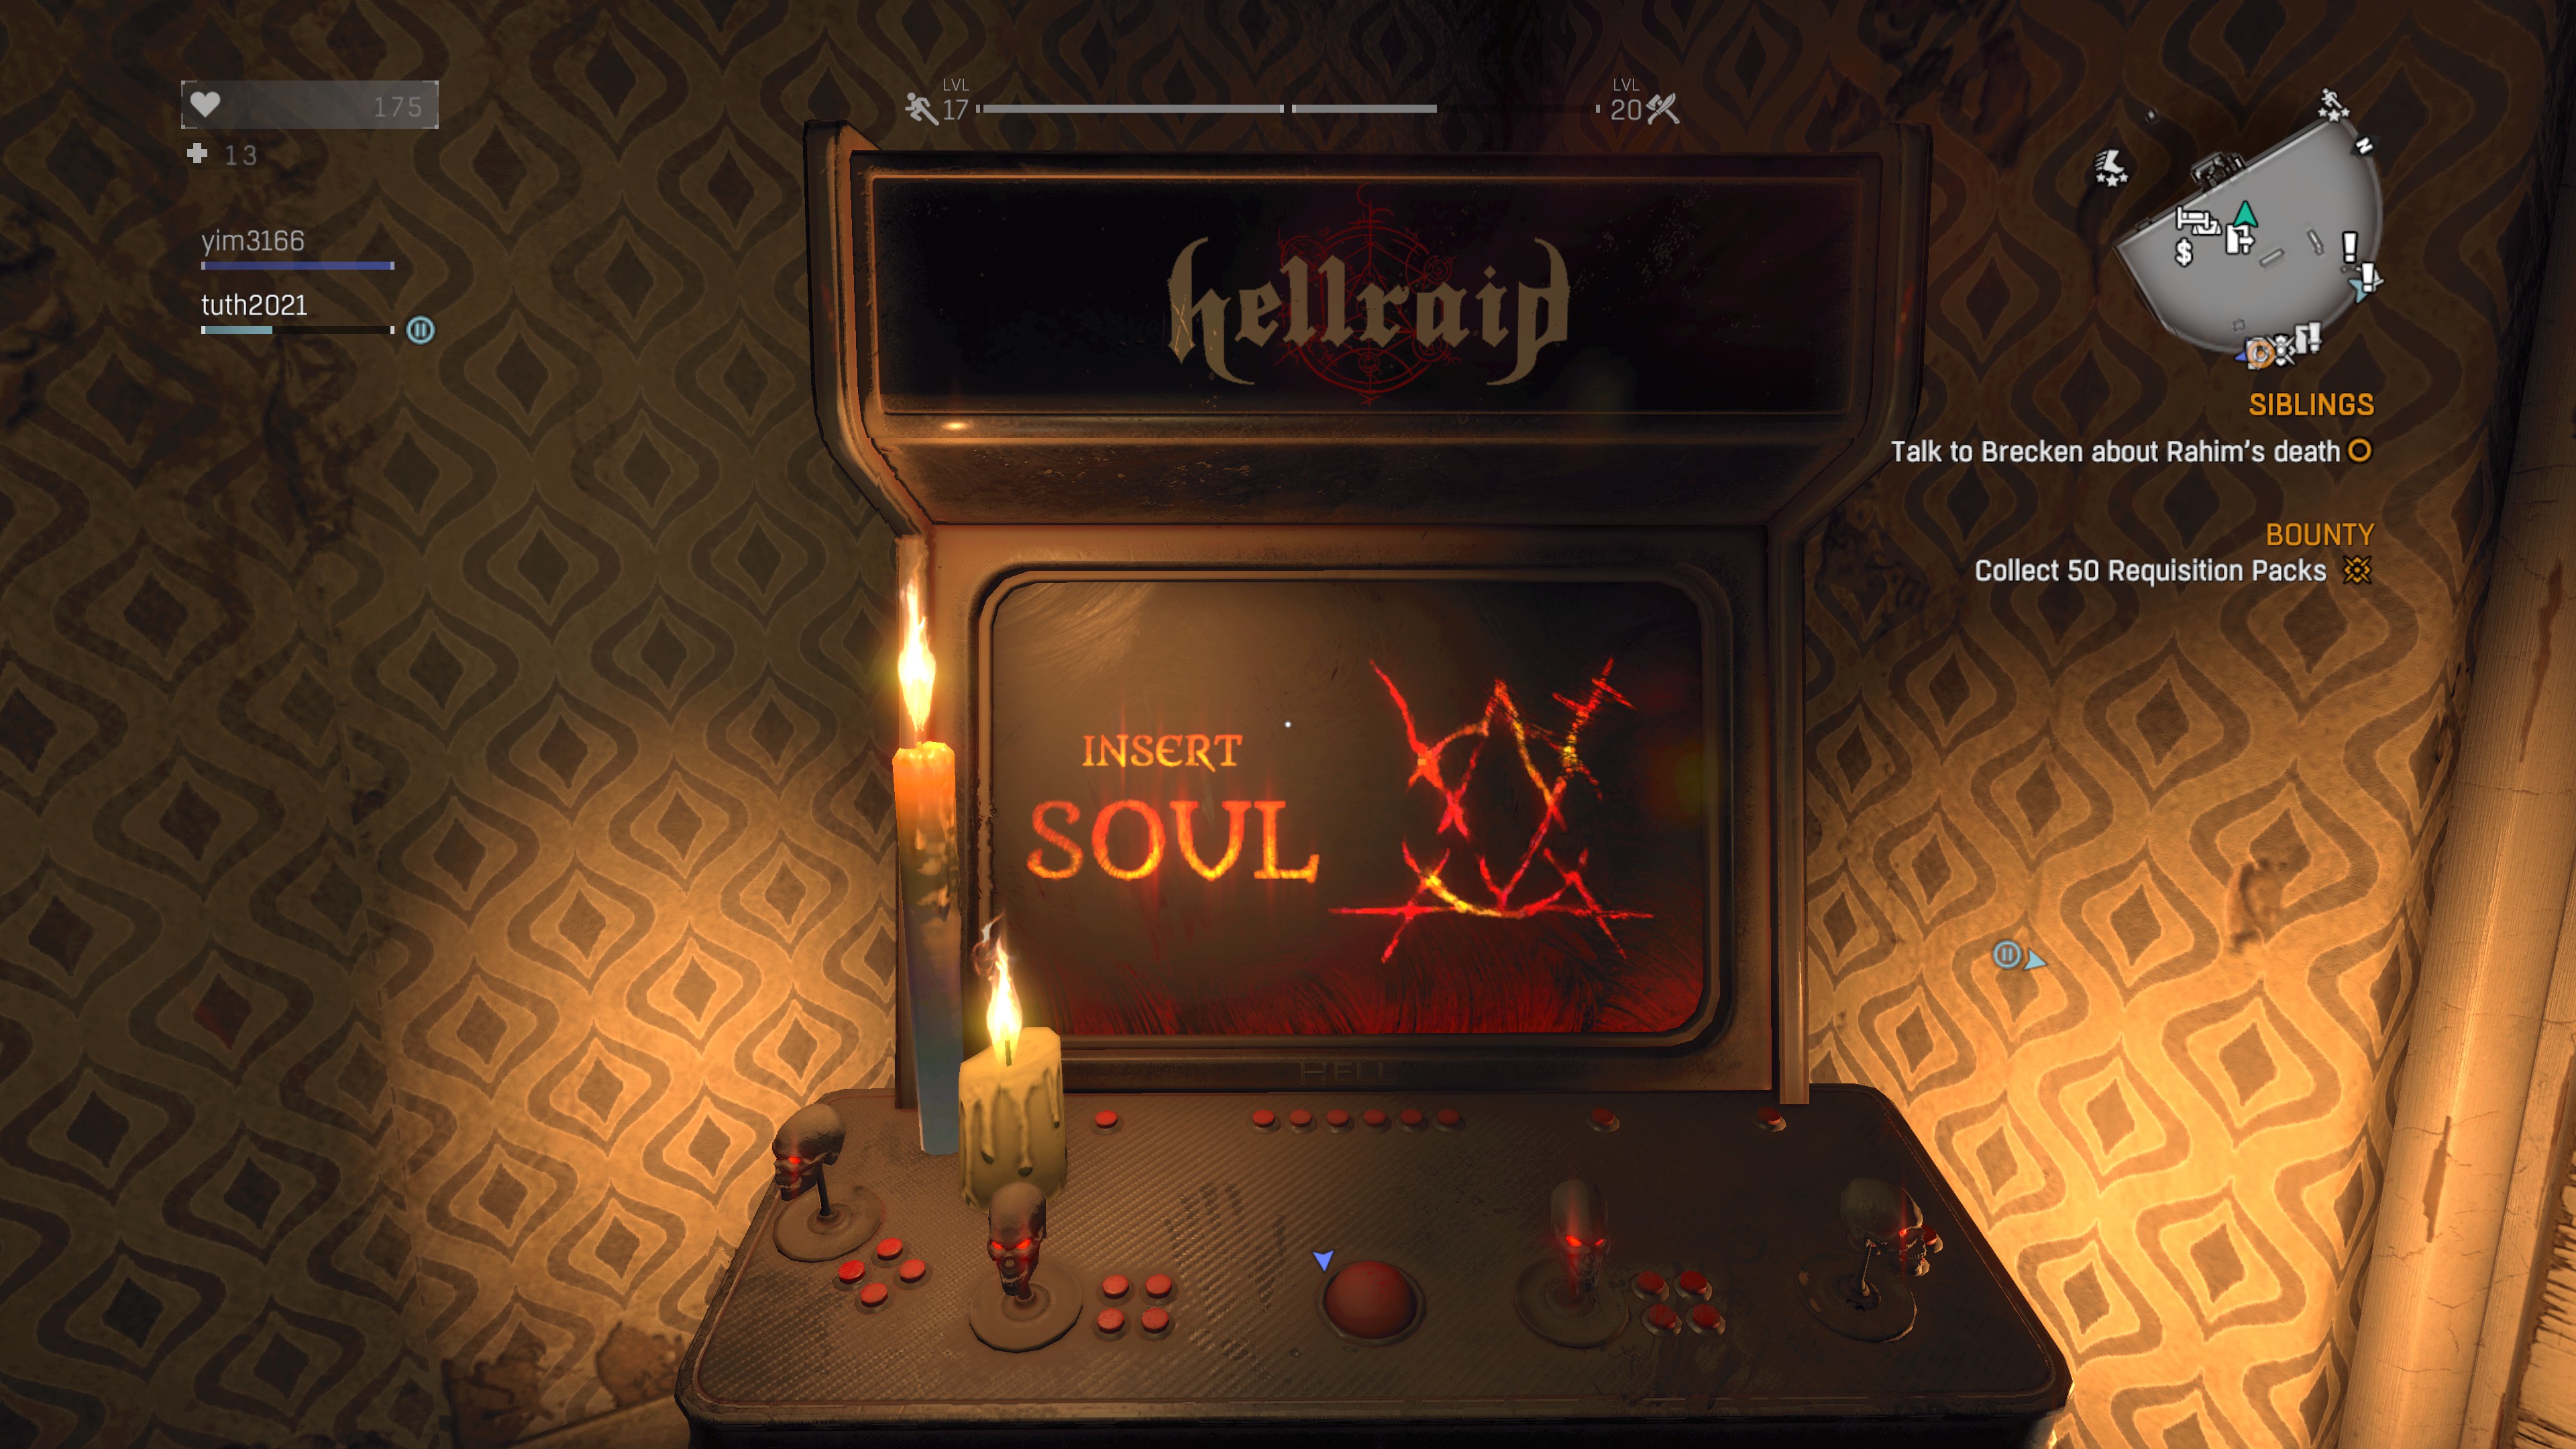 175
13
yim3166
tuth2021
LVL
17
LVL
20
N
$
hellraid
SIBLINGS
Talk to Brecken about Rahim's death
BOUNTY
Collect 50 Requisition Packs
INSERT
SOUL
HELL